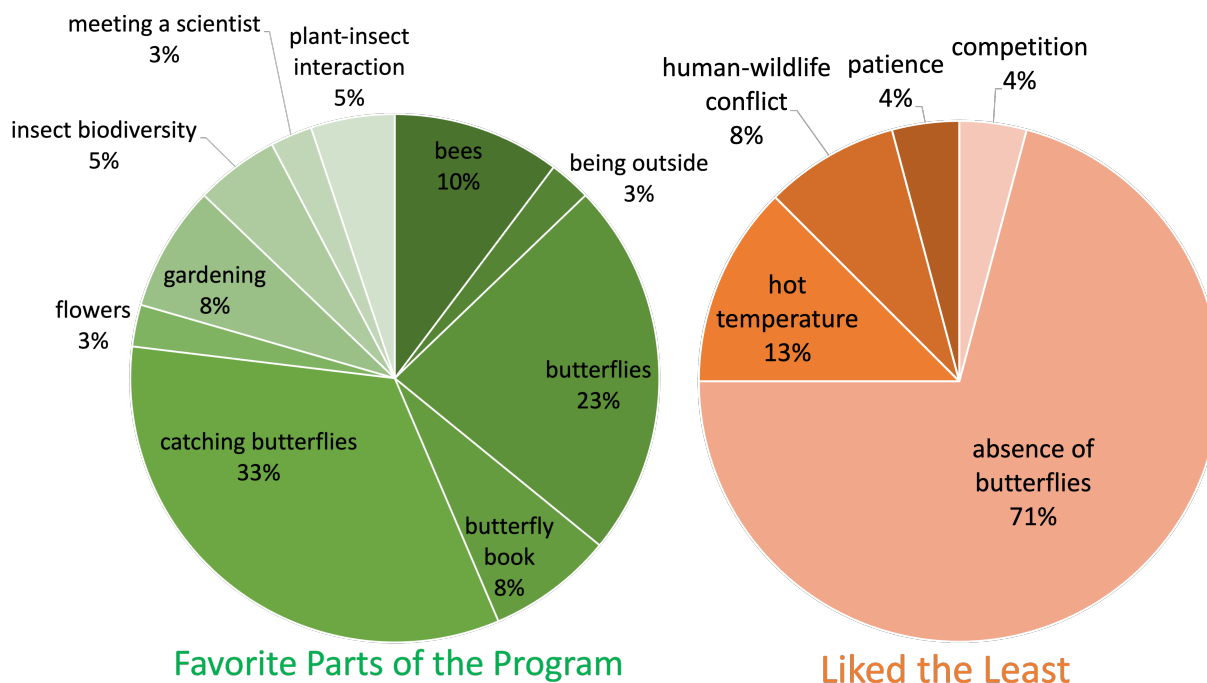 meeting a scientist
3%
plant-insect
interaction
5%
insect biodiversity
5%
bees
10%
being outside
3%
gardening
8%
flowers
3%
butterflies
23%
catching butterflies
33%
butterfly
book
8%
Favorite Parts of the Program
human-wildlife
conflict
8%
patience
4%
competition
4%
hot
temperature
13%
absence of
butterflies
71%
Liked the Least